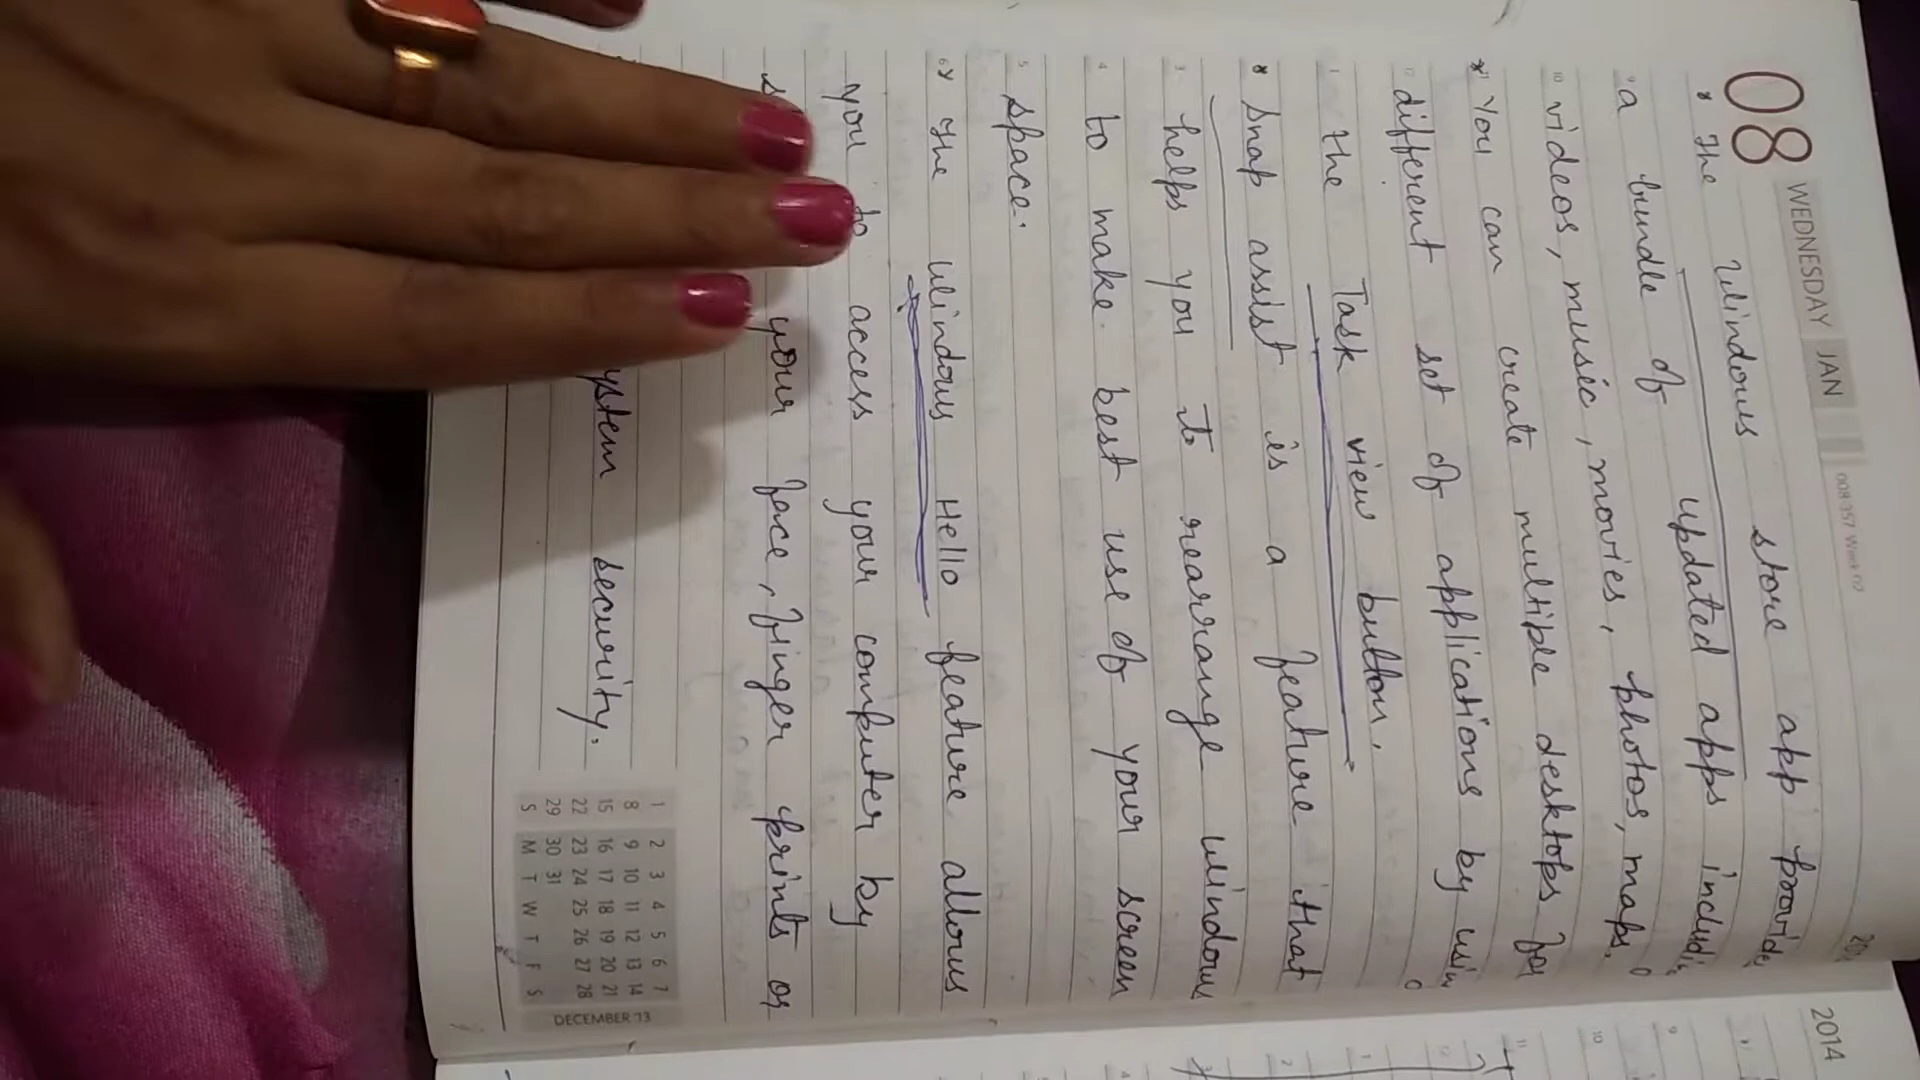 08 WEDNESDAY JAN
008-357 Week 02
* The Windows store app provide
a bundle of updated apps includin
videos, music, movies, photos, maps.
* You can create multiple desktops for
different set of applications by using
the Task view button.
* Snap assist is a feature that
helps you to rearrange windows
to make best use of your screen
space.
* The Windows Hello feature allows
you to access your computer by
your face, finger prints or
ystem security.
1 2 3 4 5 6 7
8 9 10 11 12 13 14
15 16 17 18 19 20 21
22 23 24 25 26 27 28
29 30 31
S M T W T F S
DECEMBER 13
2014